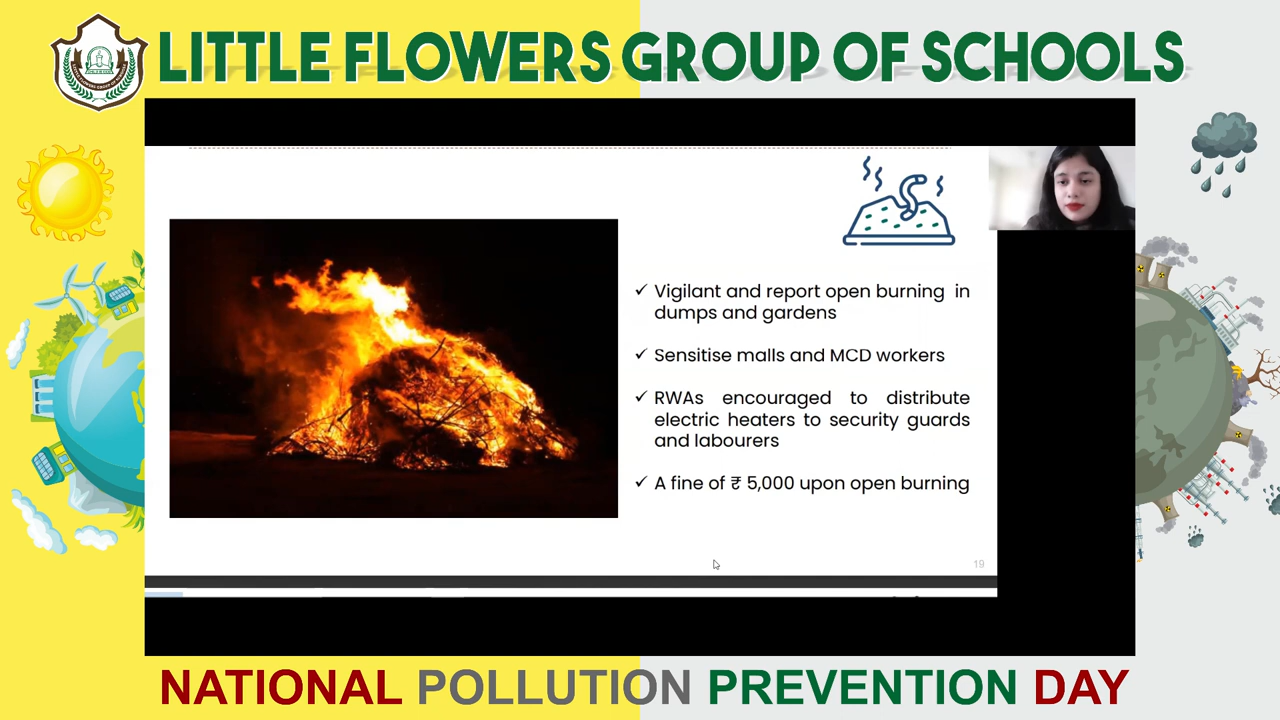 LITTLE FLOWERS GROUP OF SCHOOLS
✓ Vigilant and report open burning in
dumps and gardens
✓ Sensitise malls and MCD workers
✓ RWAs encouraged to distribute
electric heaters to security guards
and labourers
✓ A fine of ₹ 5,000 upon open burning
19
NATIONAL POLLUTION PREVENTION DAY